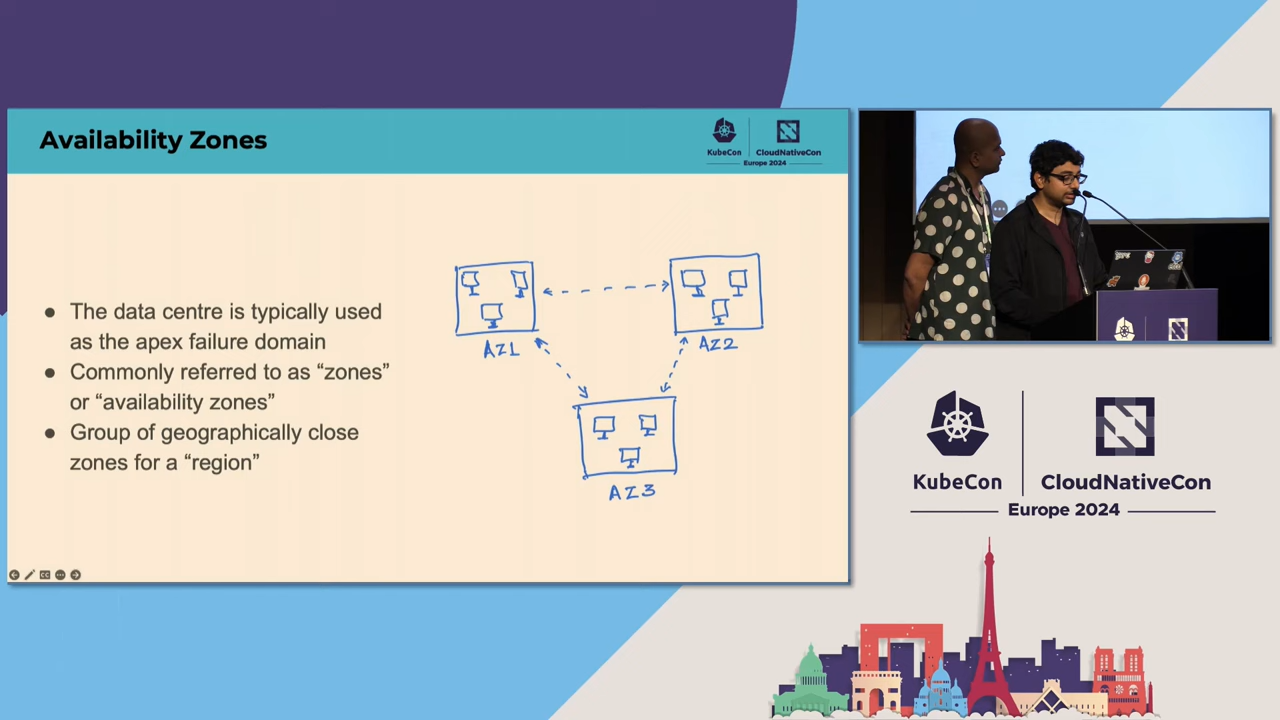 Availability Zones
KubeCon
CloudNativeCon
Europe 2024
● The data centre is typically used
as the apex failure domain
● Commonly referred to as “zones”
or “availability zones”
● Group of geographically close
zones for a “region”
AZ1
AZ2
AZ3
KubeCon
CloudNativeCon
Europe 2024